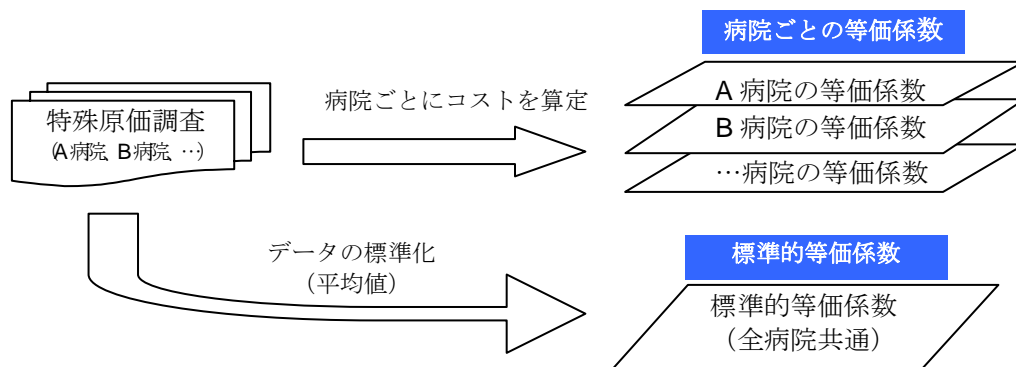 病院ごとの等価係数
特殊原価調査
(A病院、B病院、…)
病院ごとにコストを算定
A 病院の等価係数
B 病院の等価係数
…病院の等価係数
データの標準化
（平均値）
標準的等価係数
標準的等価係数
（全病院共通）